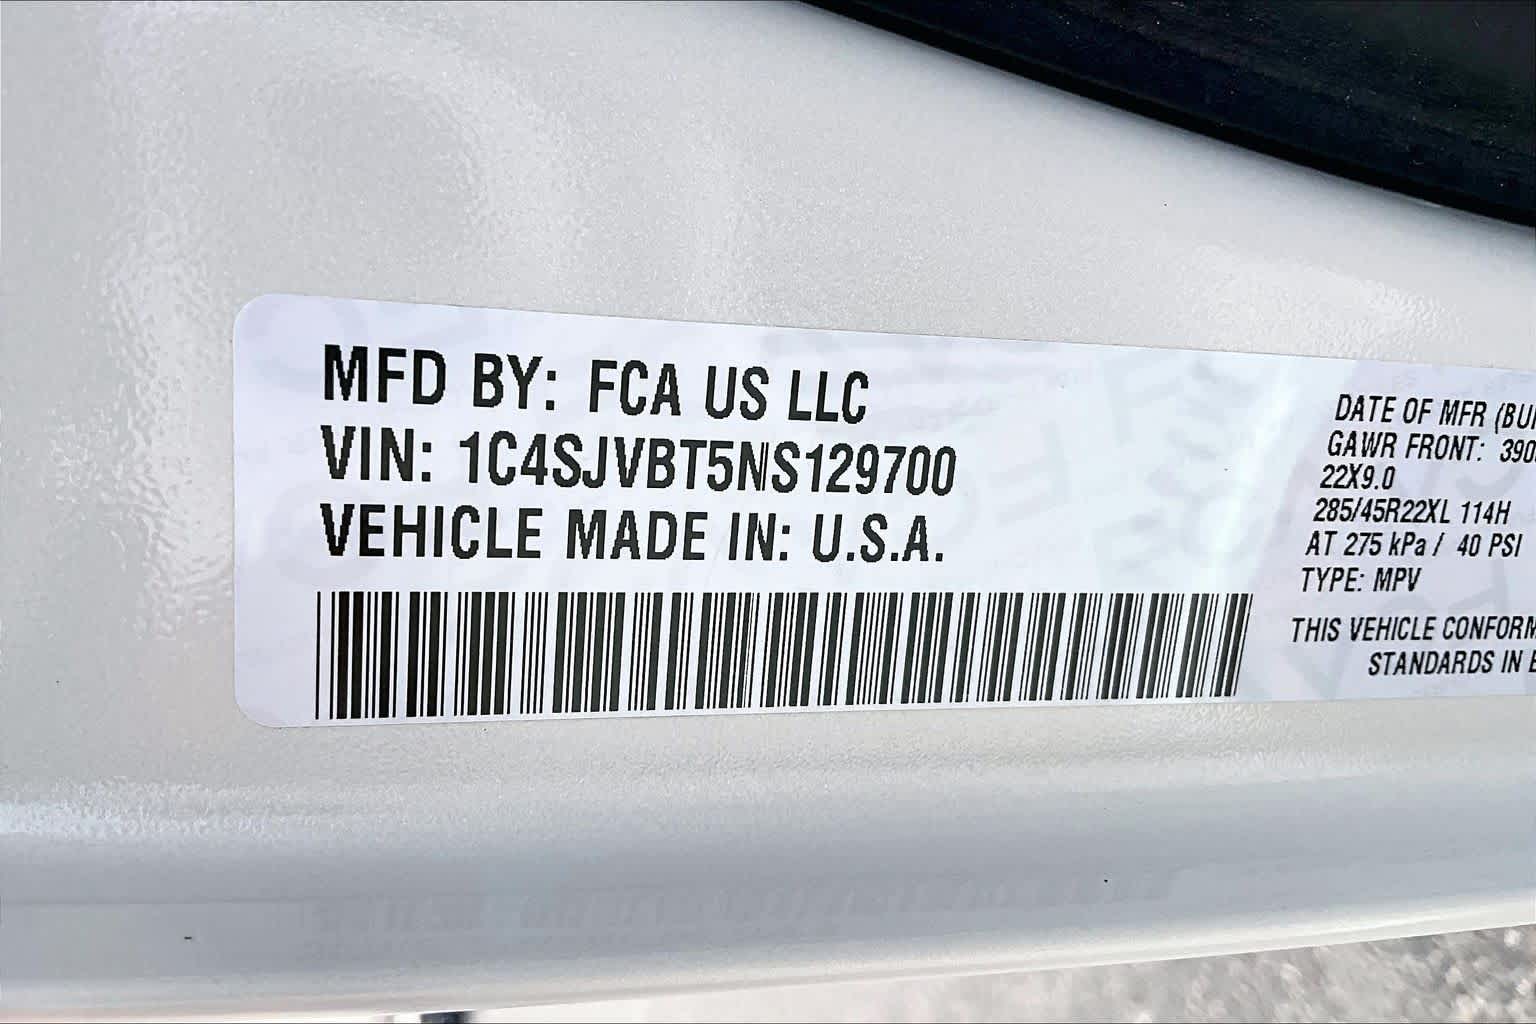 MFD BY: FCA US LLC
VIN: 1C4SJVBT5NS129700
VEHICLE MADE IN: U.S.A.
DATE OF MFR (BUI
GAWR FRONT: 390
22X9.0
285/45R22XL 114H
AT 275 kPa / 40 PSI
TYPE: MPV
THIS VEHICLE CONFORM
STANDARDS IN E